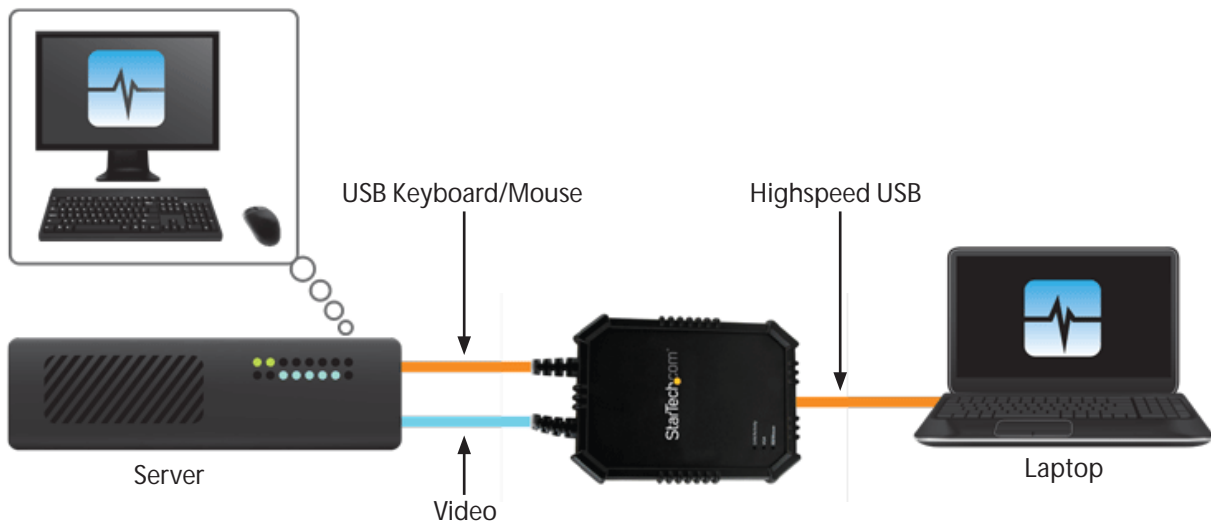 USB Keyboard/Mouse
Highspeed USB
StarTech.com
Server
Video
Laptop